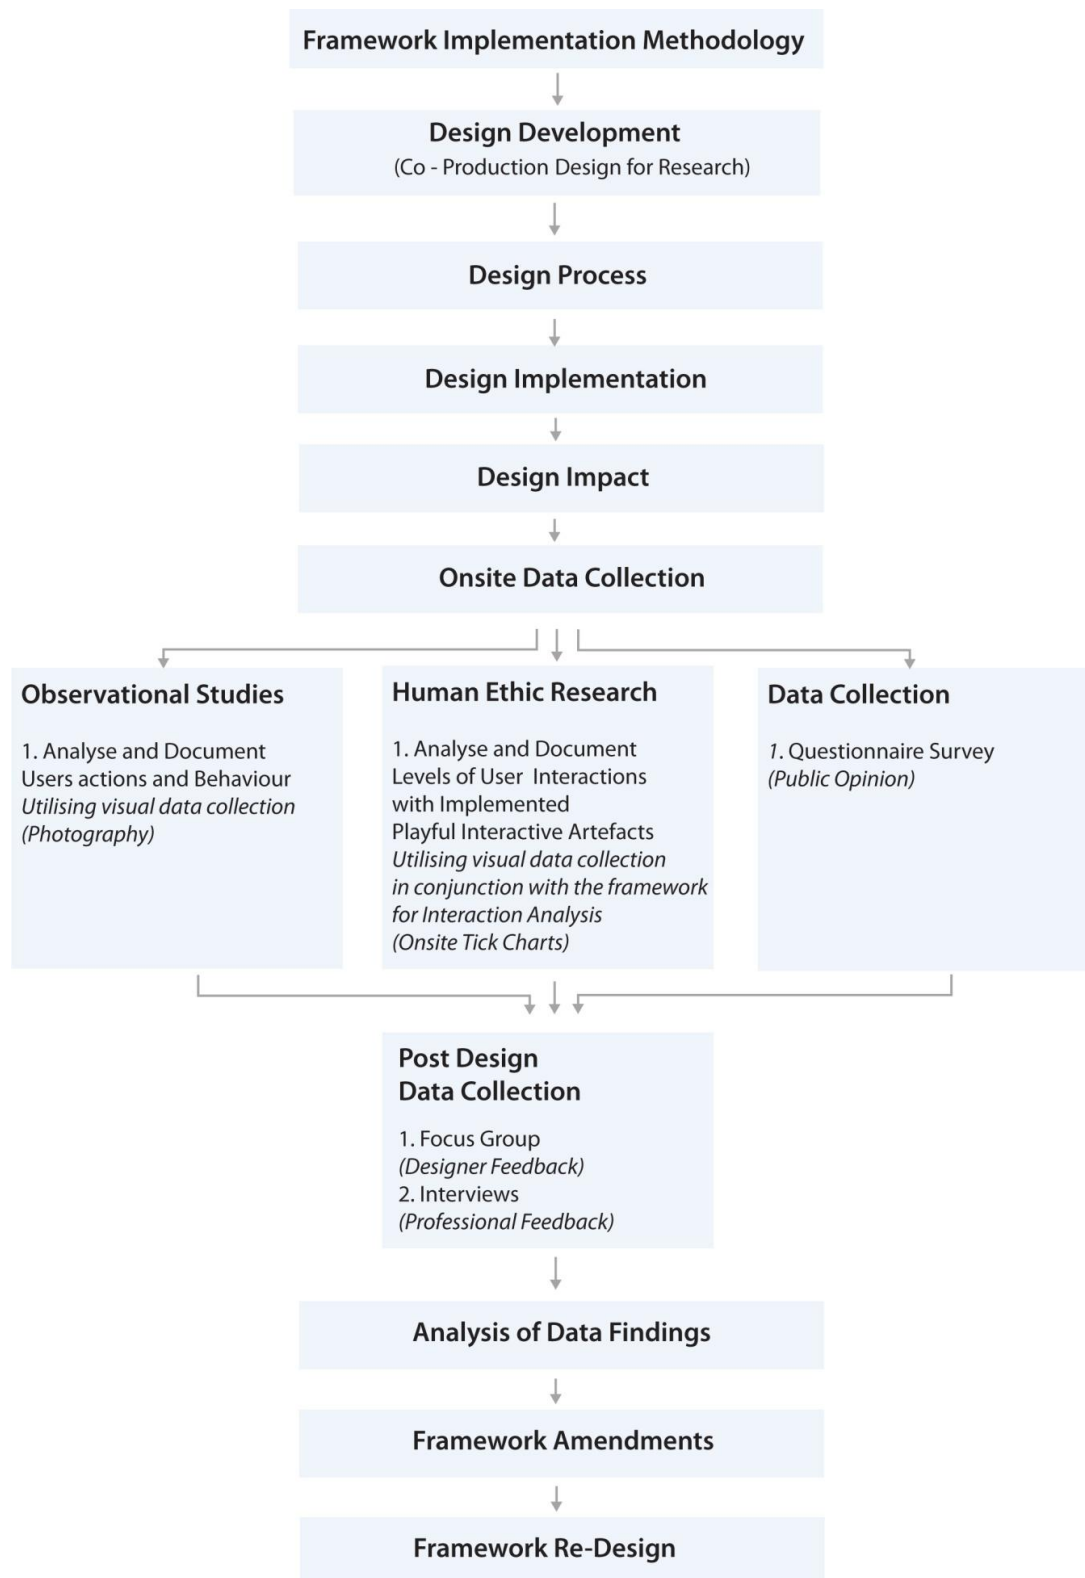 Framework Implementation Methodology
Design Development
(Co - Production Design for Research)
Design Process
Design Implementation
Design Impact
Onsite Data Collection
Observational Studies
1. Analyse and Document
Users actions and Behaviour
Utilising visual data collection
(Photography)
Human Ethic Research
1. Analyse and Document
Levels of User Interactions
with Implemented
Playful Interactive Artefacts
Utilising visual data collection
in conjunction with the framework
for Interaction Analysis
(Onsite Tick Charts)
Data Collection
1. Questionnaire Survey
(Public Opinion)
Post Design
Data Collection
1. Focus Group
(Designer Feedback)
2. Interviews
(Professional Feedback)
Analysis of Data Findings
Framework Amendments
Framework Re-Design